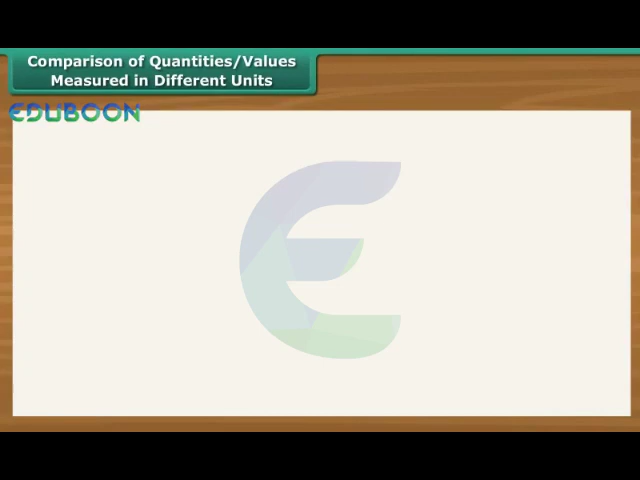 Comparison of Quantities/Values
Measured in Different Units
EDUBOON